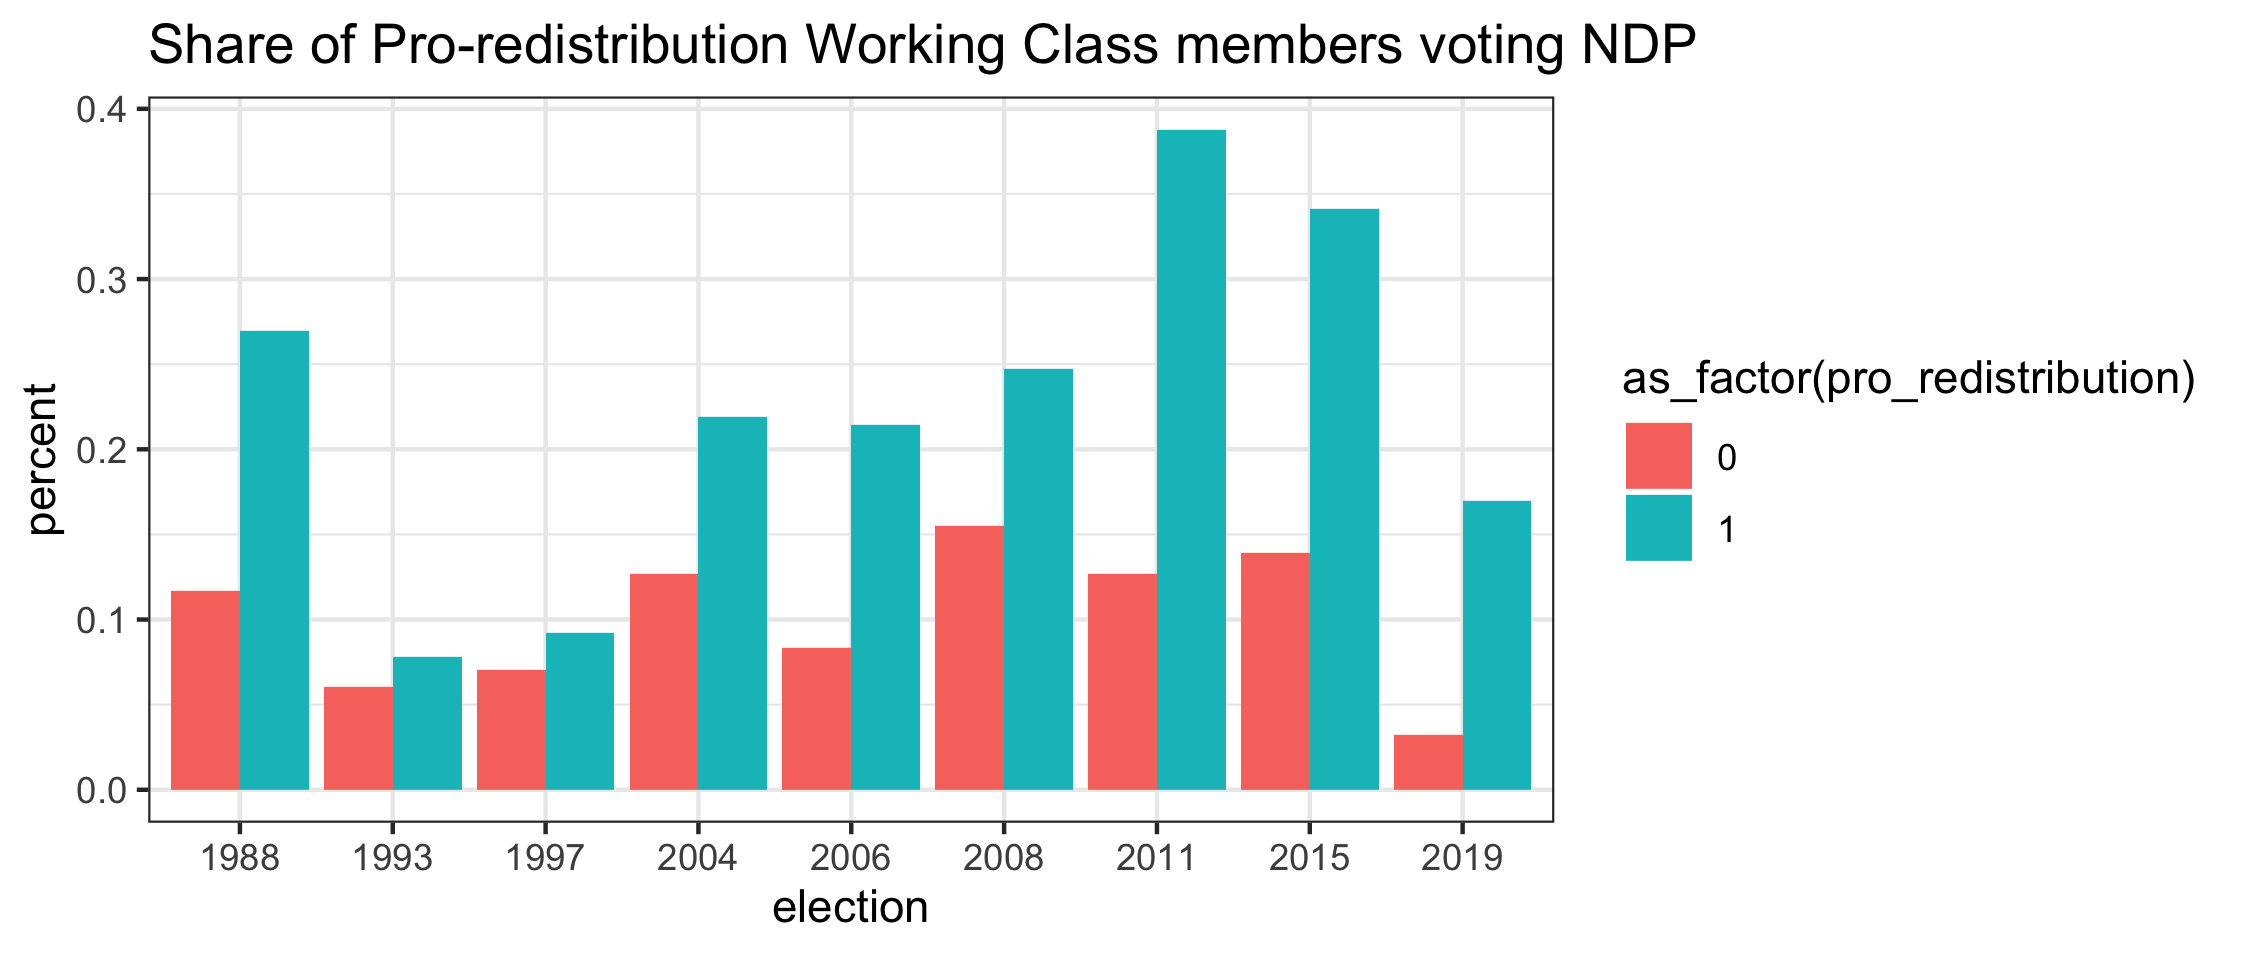 Share of Pro-redistribution Working Class members voting NDP
0.4
0.3
0.2
0.1
0.0
percent
1988 1993 1997 2004 2006 2008 2011 2015 2019
election
as_factor(pro_redistribution)
0
1